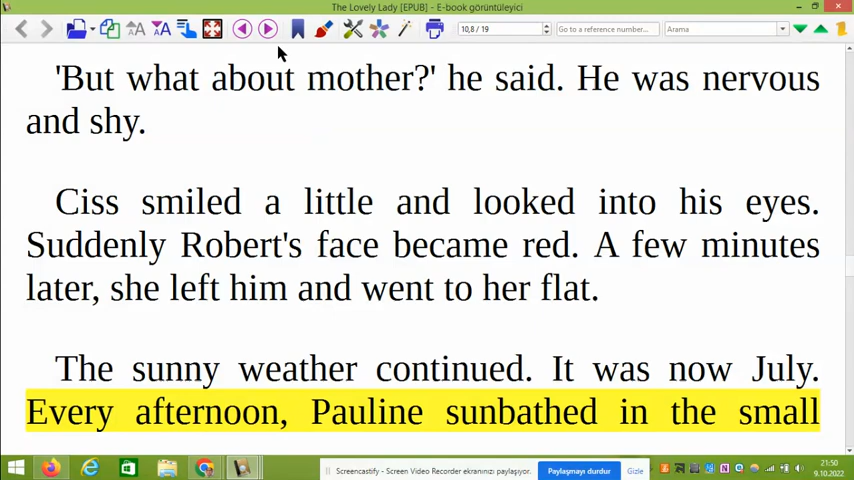 The Lovely Lady [EPUB] - E-book görüntüleyici
10,8 / 19
Go to a reference number...
Arama
'But what about mother?' he said. He was nervous
and shy.
Ciss smiled a little and looked into his eyes.
Suddenly Robert's face became red. A few minutes
later, she left him and went to her flat.
The sunny weather continued. It was now July.
Every afternoon, Pauline sunbathed in the small
Screencastify - Screen Video Recorder ekranınızı paylaşıyor.
Paylaşmayı durdur
Gizle
21:50
9.10.2022